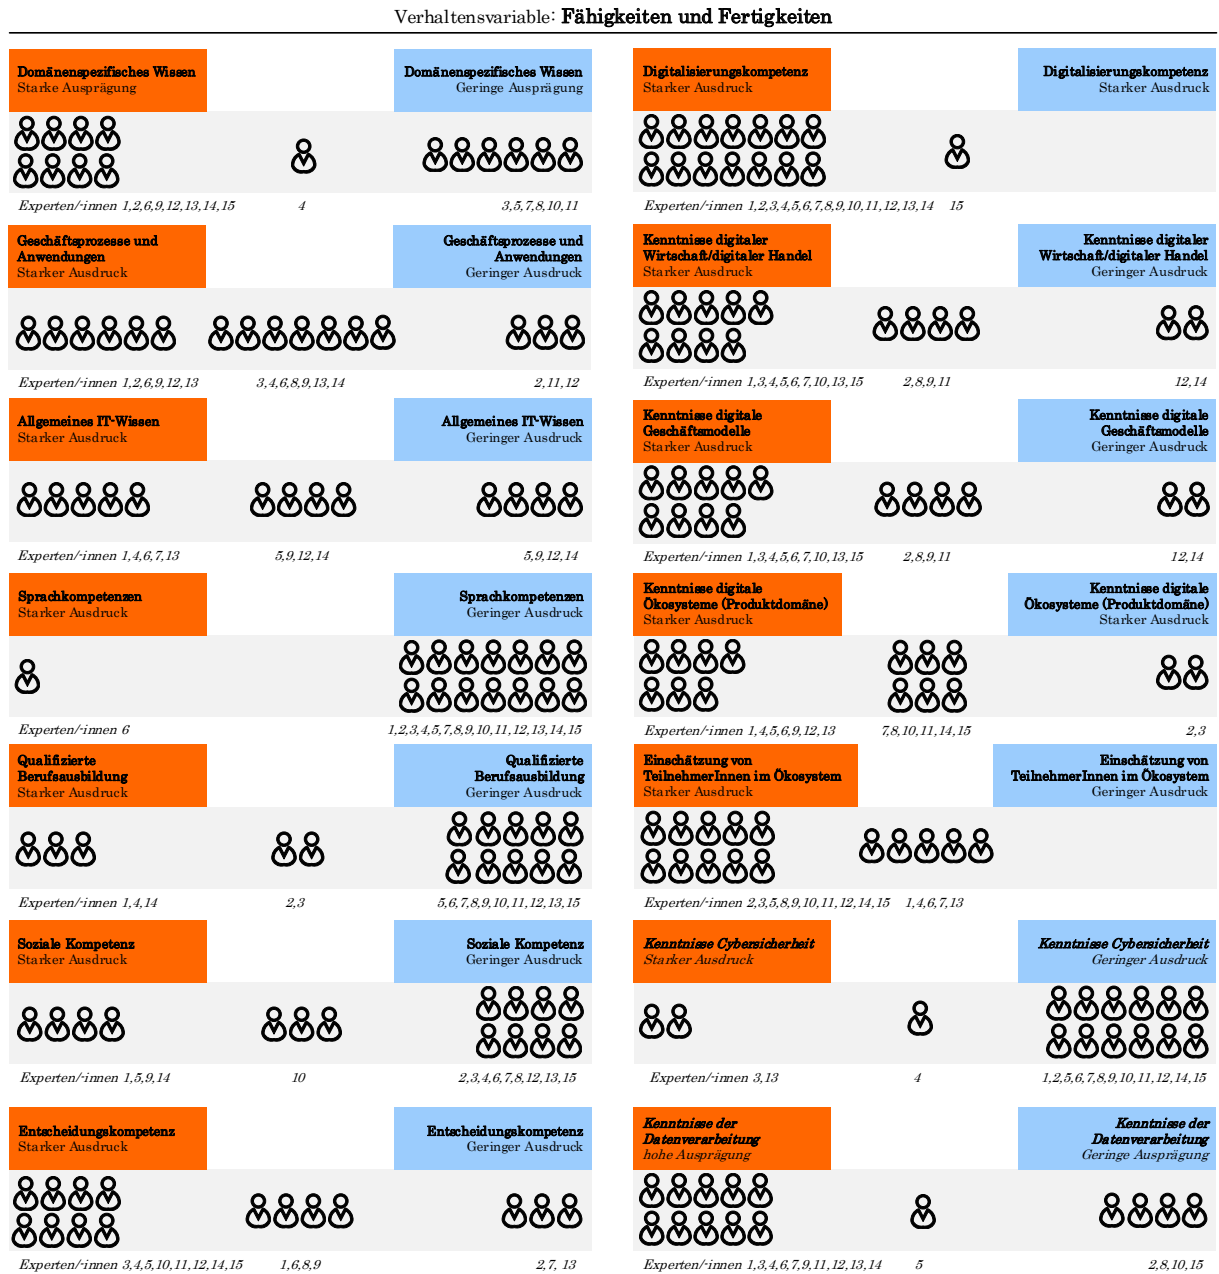 Verhaltensvariable: Fähigkeiten und Fertigkeiten
Domänenspezifisches Wissen
Starke Ausprägung
Domänenspezifisches Wissen
Geringe Ausprägung
Experten/-innen 1,2,6,9,12,13,14,15
4
3,5,7,8,10,11
Geschäftsprozesse und
Anwendungen
Starker Ausdruck
Geschäftsprozesse und
Anwendungen
Geringer Ausdruck
Experten/-innen 1,2,6,9,12,13
3,4,6,8,9,13,14
2,11,12
Allgemeines IT-Wissen
Starker Ausdruck
Allgemeines IT-Wissen
Geringer Ausdruck
Experten/-innen 1,4,6,7,13
5,9,12,14
5,9,12,14
Sprachkompetenzen
Starker Ausdruck
Sprachkompetenzen
Geringer Ausdruck
Experten/-innen 6
1,2,3,4,5,7,8,9,10,11,12,13,14,15
Qualifizierte
Berufsausbildung
Starker Ausdruck
Qualifizierte
Berufsausbildung
Geringer Ausdruck
Experten/-innen 1,4,14
2,3
5,6,7,8,9,10,11,12,13,15
Soziale Kompetenz
Starker Ausdruck
Soziale Kompetenz
Geringer Ausdruck
Experten/-innen 1,5,9,14
10
2,3,4,6,7,8,12,13,15
Entscheidungskompetenz
Starker Ausdruck
Entscheidungskompetenz
Geringer Ausdruck
Experten/-innen 3,4,5,10,11,12,14,15
1,6,8,9
2,7, 13
Digitalisierungskompetenz
Starker Ausdruck
Digitalisierungskompetenz
Starker Ausdruck
Experten/-innen 1,2,3,4,5,6,7,8,9,10,11,12,13,14
15
Kenntnisse digitaler
Wirtschaft/digitaler Handel
Starker Ausdruck
Kenntnisse digitaler
Wirtschaft/digitaler Handel
Geringer Ausdruck
Experten/-innen 1,3,4,5,6,7,10,13,15
2,8,9,11
12,14
Kenntnisse digitale
Geschäftsmodelle
Starker Ausdruck
Kenntnisse digitale
Geschäftsmodelle
Geringer Ausdruck
Experten/-innen 1,3,4,5,6,7,10,13,15
2,8,9,11
12,14
Kenntnisse digitale
Ökosysteme (Produktdomäne)
Starker Ausdruck
Kenntnisse digitale
Ökosysteme (Produktdomäne)
Starker Ausdruck
Experten/-innen 1,4,5,6,9,12,13
7,8,10,11,14,15
2,3
Einschätzung von
TeilnehmerInnen im Ökosystem
Starker Ausdruck
Einschätzung von
TeilnehmerInnen im Ökosystem
Geringer Ausdruck
Experten/-innen 2,3,5,8,9,10,11,12,14,15
1,4,6,7,13
Kenntnisse Cybersicherheit
Starker Ausdruck
Kenntnisse Cybersicherheit
Geringer Ausdruck
Experten/-innen 3,13
4
1,2,5,6,7,8,9,10,11,12,14,15
Kenntnisse der
Datenverarbeitung
hohe Ausprägung
Kenntnisse der
Datenverarbeitung
Geringe Ausprägung
Experten/-innen 1,3,4,6,7,9,11,12,13,14
5
2,8,10,15